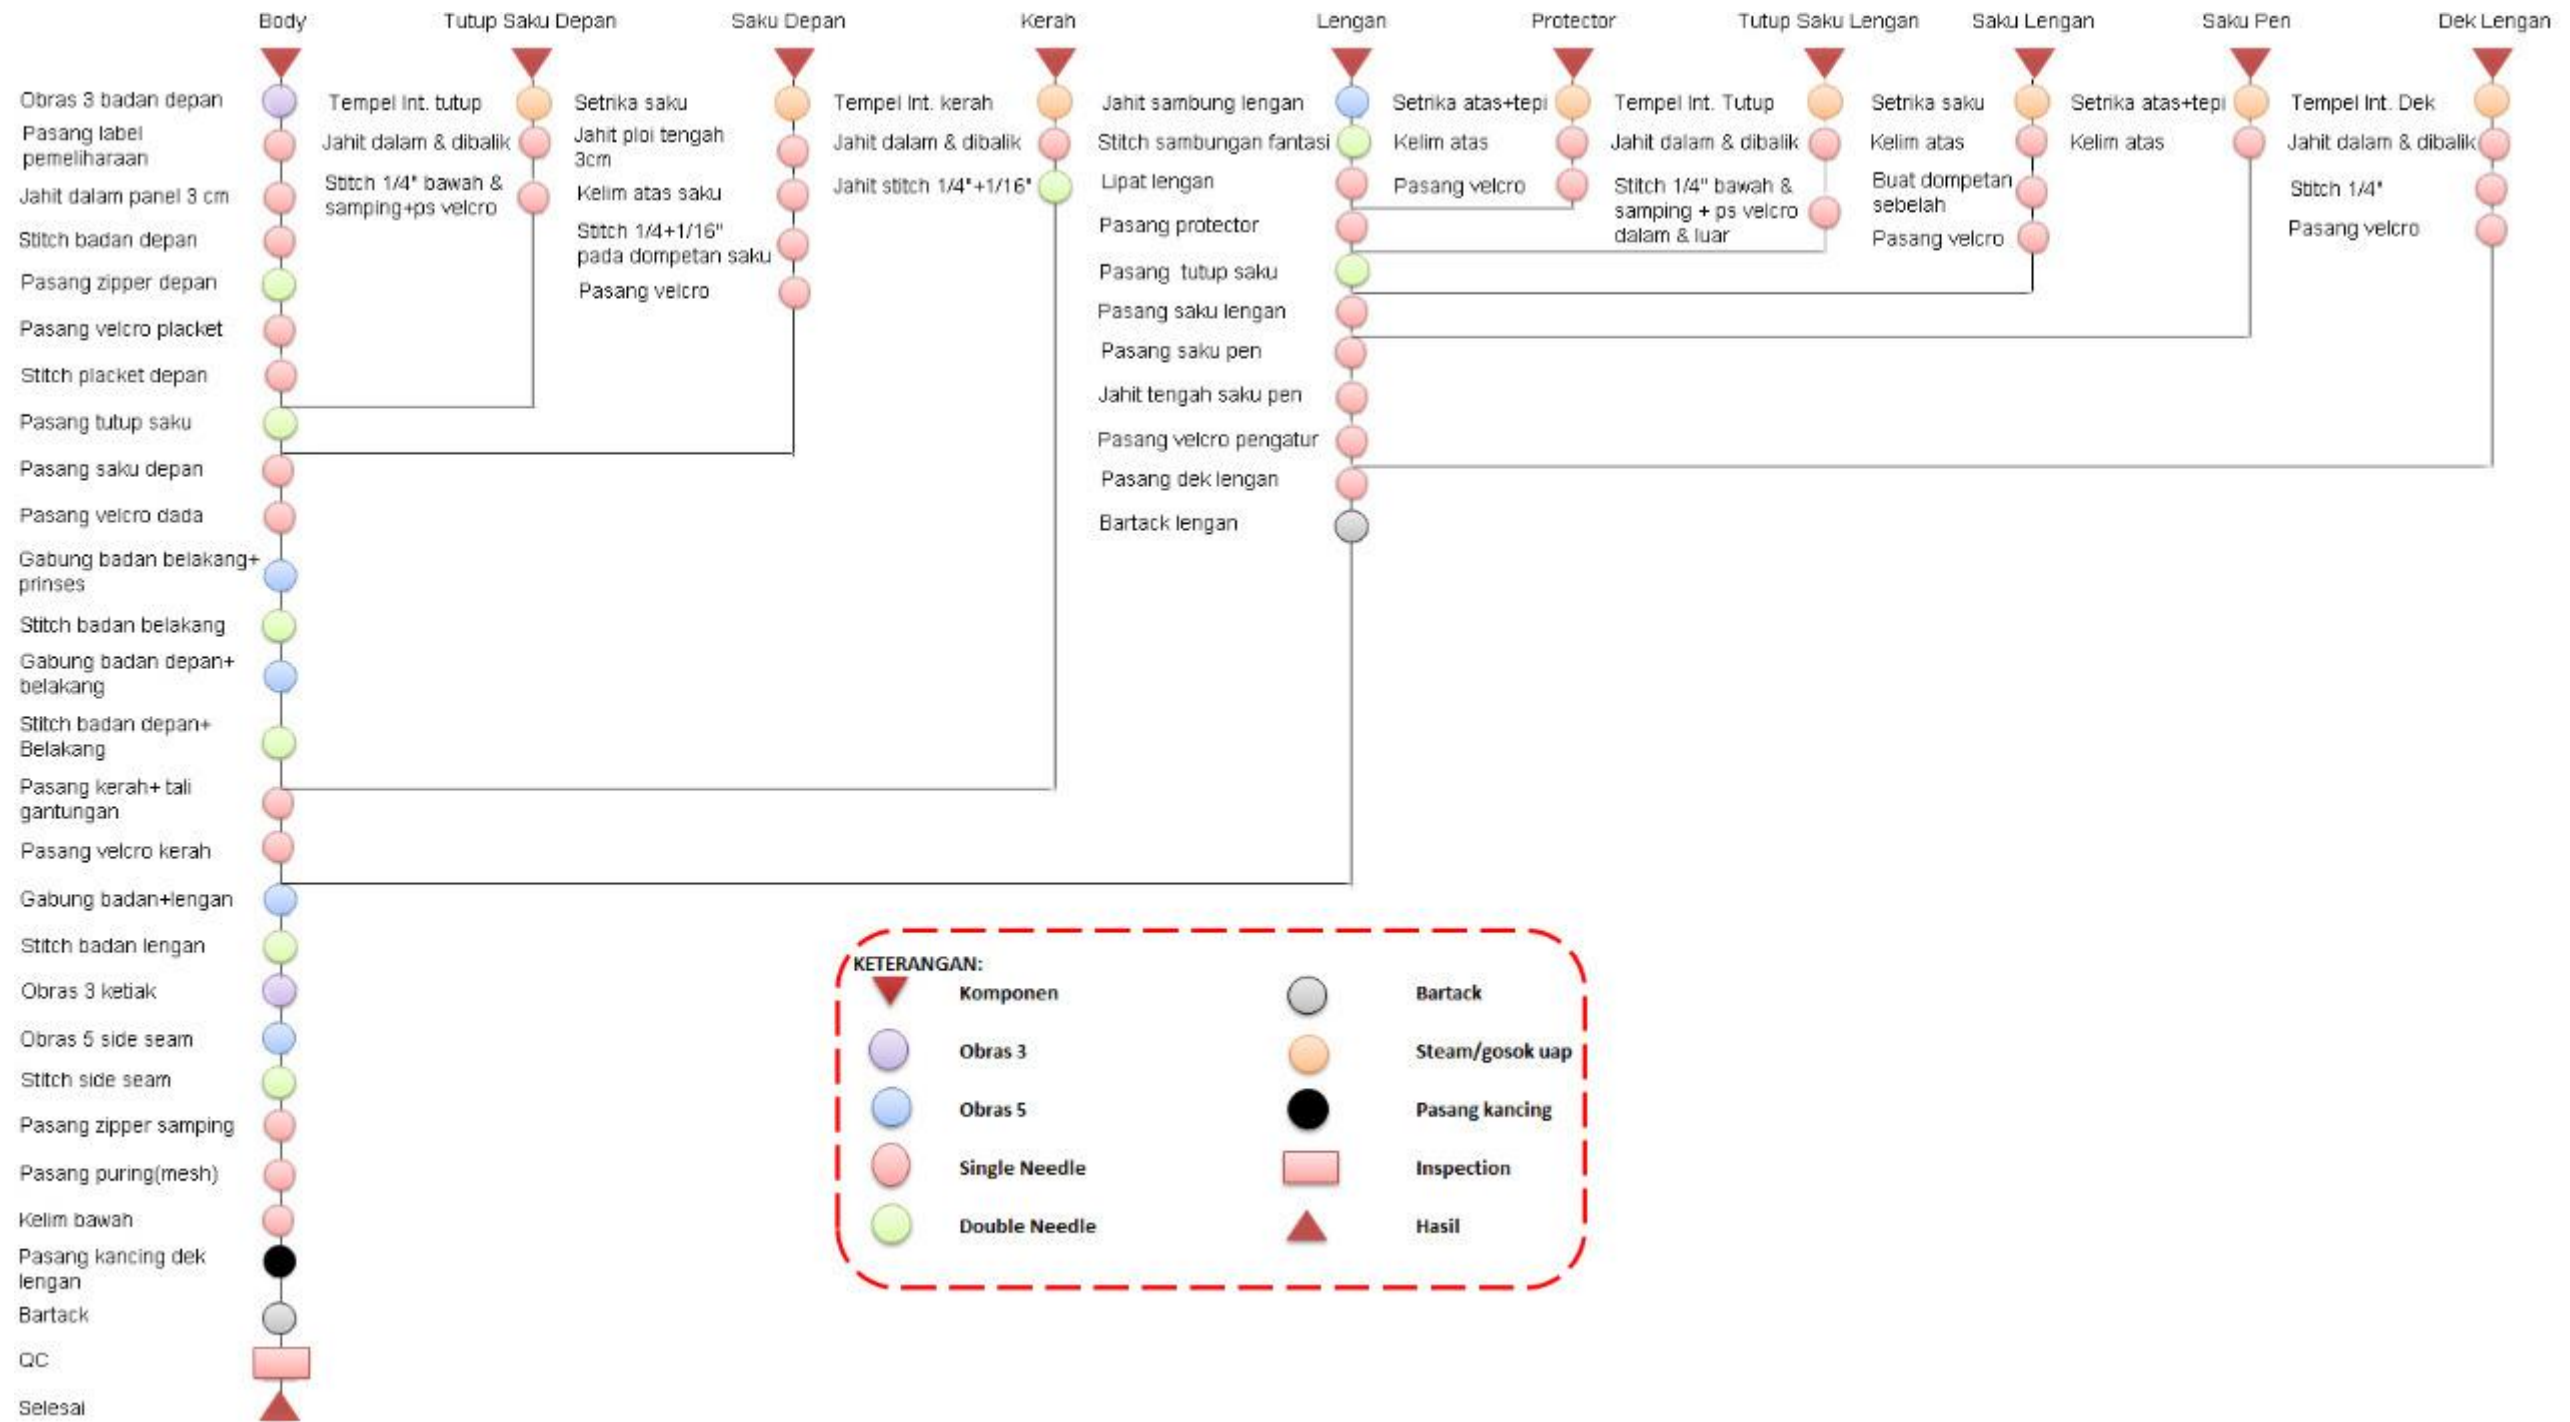 Body
Tutup Saku Depan
Saku Depan
Kerah
Lengan
Protector
Tutup Saku Lengan
Saku Lengan
Saku Pen
Dek Lengan
Obras 3 badan depan
Pasang label
pemeliharaan
Jahit dalam panel 3 cm
Stitch badan depan
Pasang zipper depan
Pasang velcro placket
Stitch placket depan
Pasang tutup saku
Pasang saku depan
Pasang velcro dada
Gabung badan belakang+
prinses
Stitch badan belakang
Gabung badan depan+
belakang
Stitch badan depan+
Belakang
Pasang kerah+ tali
gantungan
Pasang velcro kerah
Gabung badan+lengan
Stitch badan lengan
Obras 3 ketiak
Obras 5 side seam
Stitch side seam
Pasang zipper samping
Pasang puring(mesh)
Kelim bawah
Pasang kancing dek
lengan
Bartack
QC
Selesai
Tempel Int. tutup
Jahit dalam & dibalik
Stitch 1/4" bawah &
samping+ps velcro
Setrika saku
Jahit ploi tengah
3cm
Kelim atas saku
Stitch 1/4+1/16"
pada dompetan saku
Pasang velcro
Tempel Int. kerah
Jahit dalam & dibalik
Jahit stitch 1/4"+1/16"
Jahit sambung lengan
Stitch sambungan fantasi
Lipat lengan
Pasang protector
Pasang tutup saku
Pasang saku lengan
Pasang saku pen
Jahit tengah saku pen
Pasang velcro pengatur
Pasang dek lengan
Bartack lengan
Setrika atas+tepi
Kelim atas
Pasang velcro
Tempel Int. Tutup
Jahit dalam & dibalik
Stitch 1/4" bawah &
samping + ps velcro
dalam & luar
Setrika saku
Kelim atas
Buat dompetan
sebelah
Pasang velcro
Setrika atas+tepi
Kelim atas
Tempel Int. Dek
Jahit dalam & dibalik
Stitch 1/4"
Pasang velcro
KETERANGAN:
Komponen
Obras 3
Obras 5
Single Needle
Double Needle
Bartack
Steam/gosok uap
Pasang kancing
Inspection
Hasil